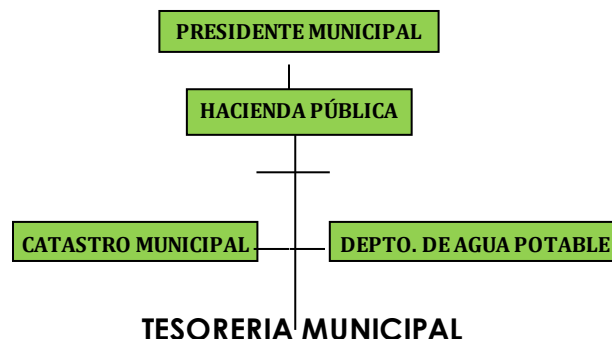 PRESIDENTE MUNICIPAL
HACIENDA PÚBLICA
CATASTRO MUNICIPAL
DEPTO. DE AGUA POTABLE
TESORERIA MUNICIPAL